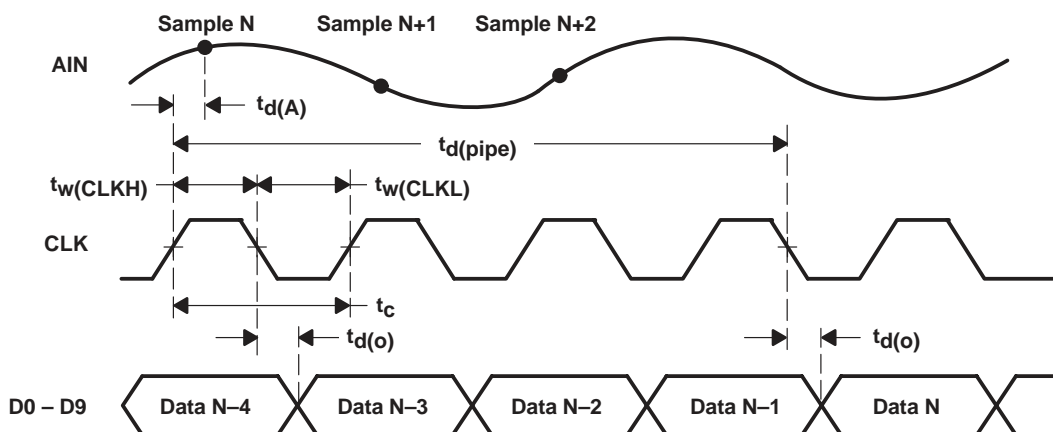 Sample N Sample N+1 Sample N+2
AIN
td(A)
td(pipe)
tw(CLKH) tw(CLKL)
CLK
tc
td(o) td(o)
D0 – D9 Data N–4 Data N–3 Data N–2 Data N–1 Data N